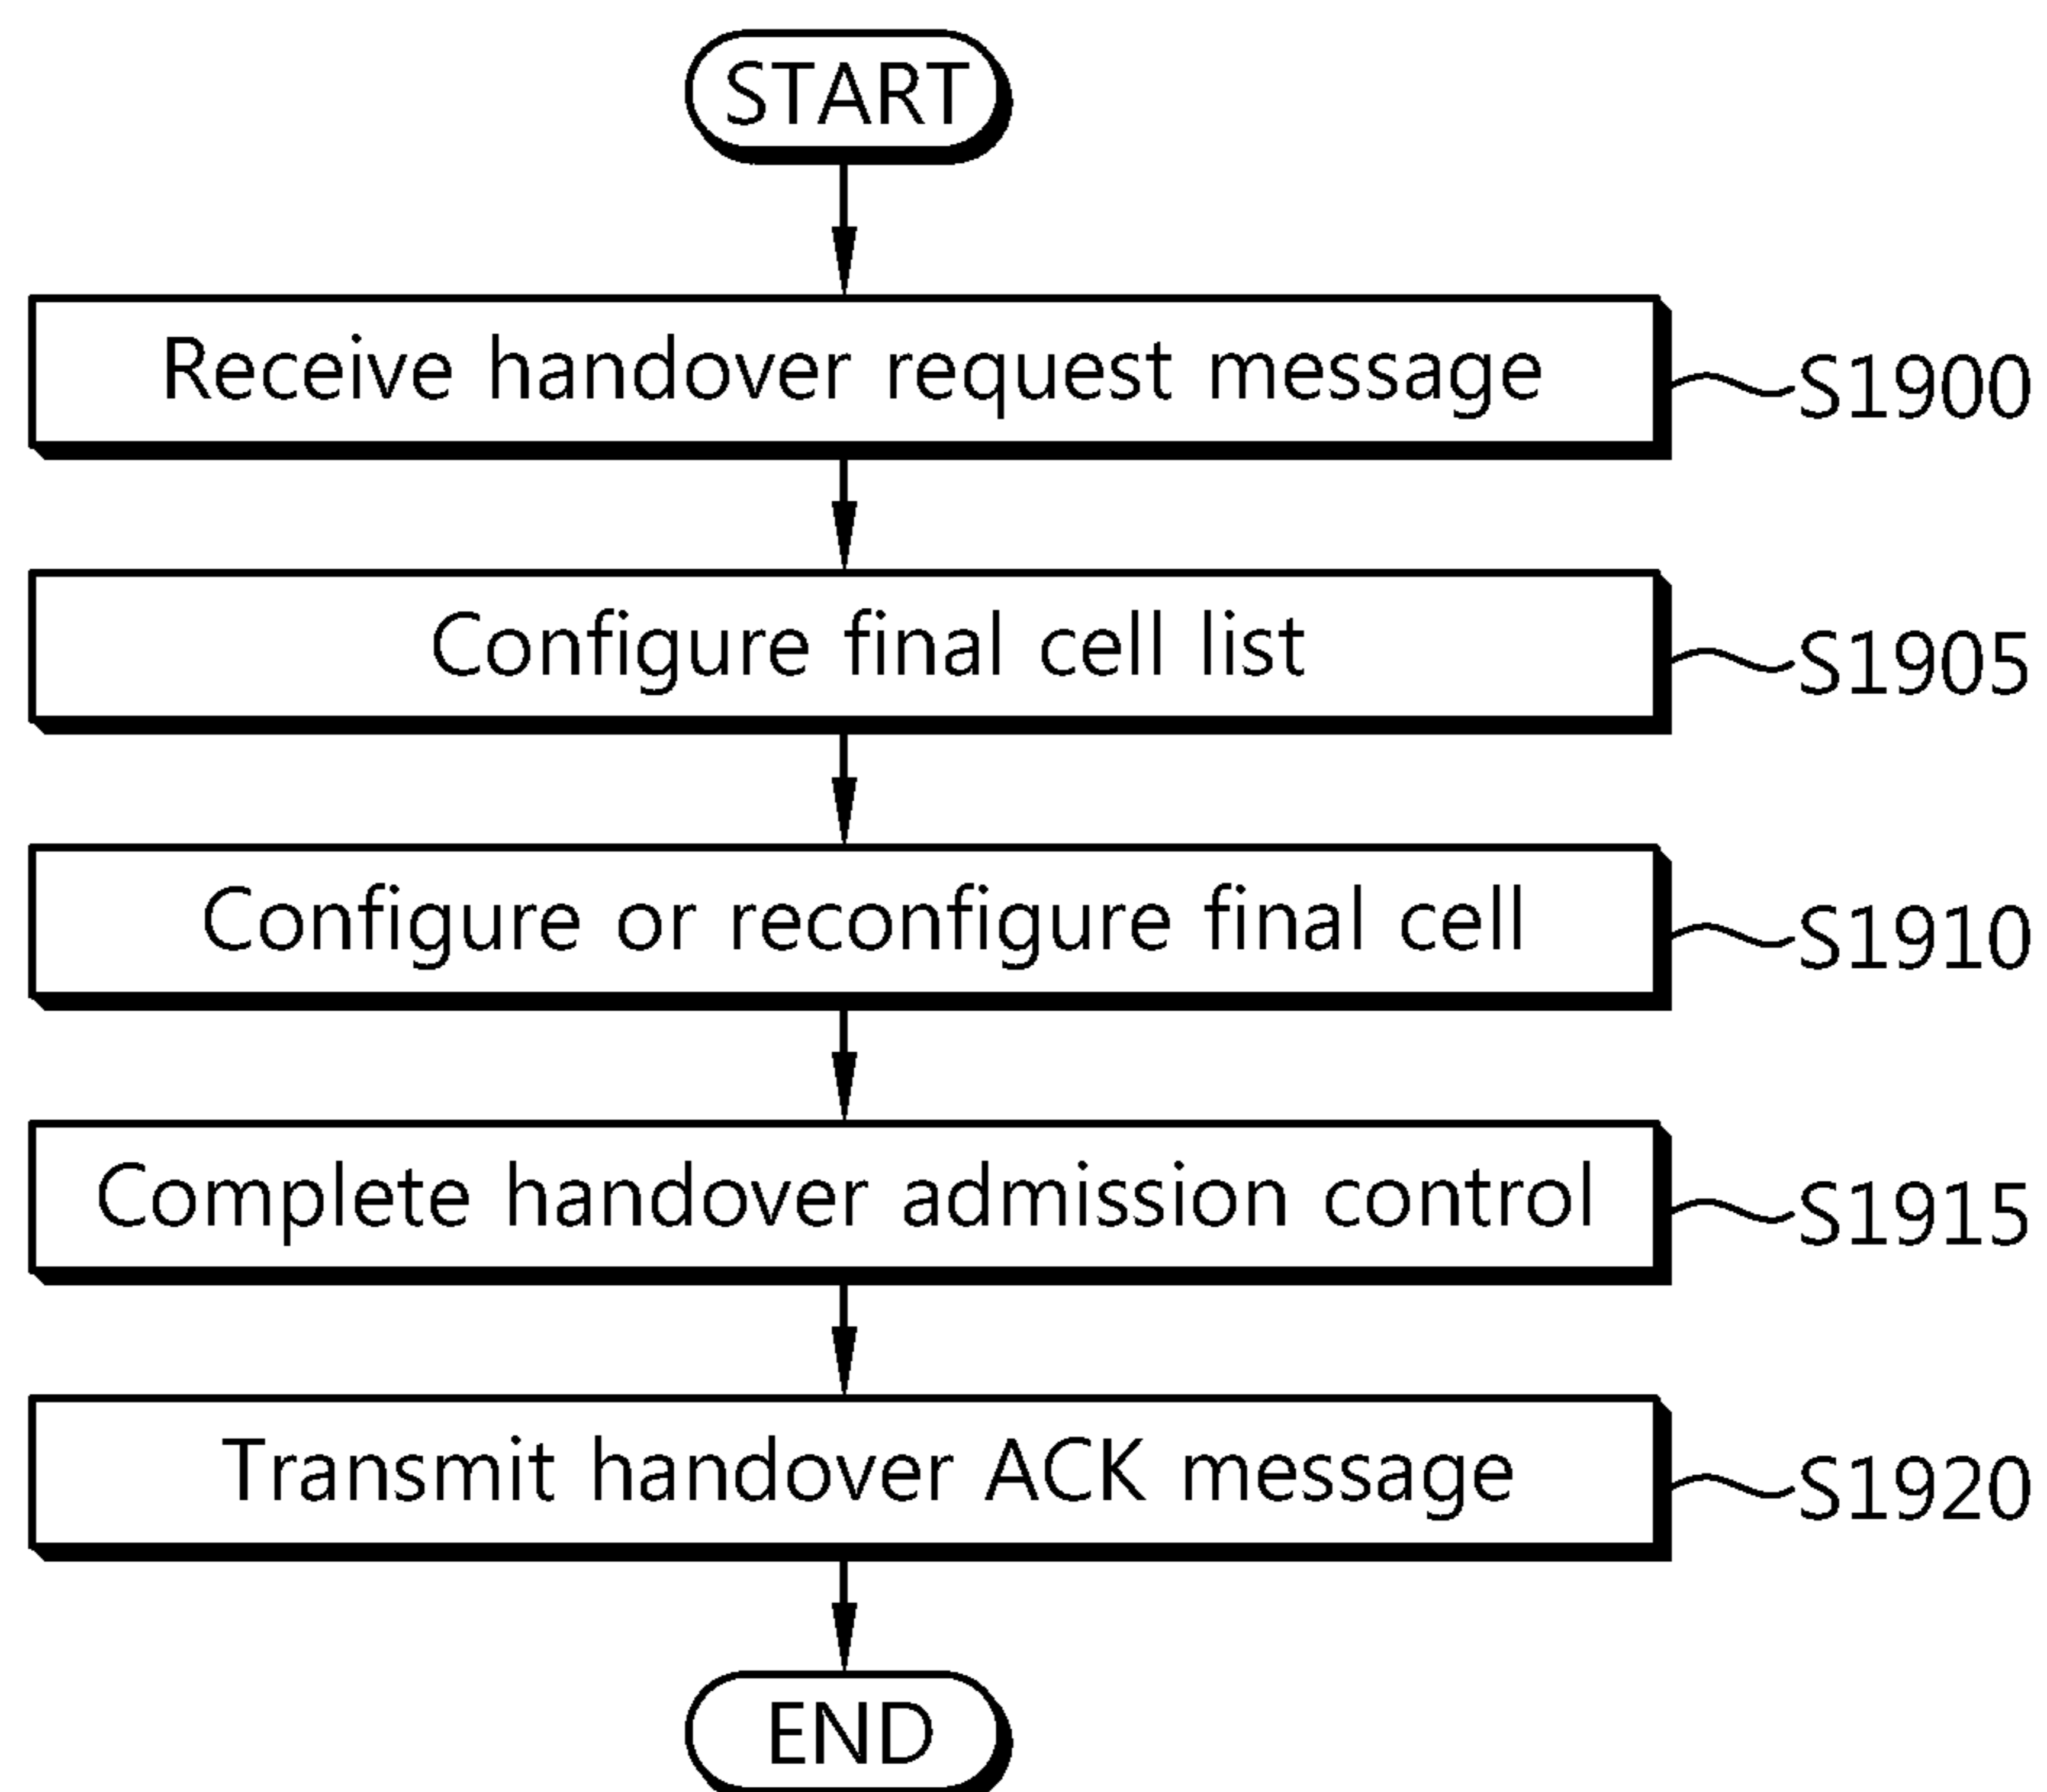 START
Receive handover request message
S1900
Configure final cell list
S1905
Configure or reconfigure final cell
S1910
Complete handover admission control
S1915
Transmit handover ACK message
S1920
END